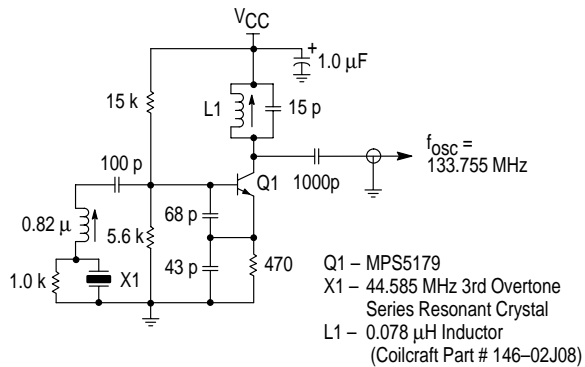 VCC
+
1.0 μF
15 k
L1
15 p
100 p
Q1
1000p
fosc =
133.755 MHz
0.82 μ
68 p
5.6 k
43 p
470
1.0 k
X1
Q1 – MPS5179
X1 – 44.585 MHz 3rd Overtone
Series Resonant Crystal
L1 – 0.078 μH Inductor
(Coilcraft Part # 146–02J08)